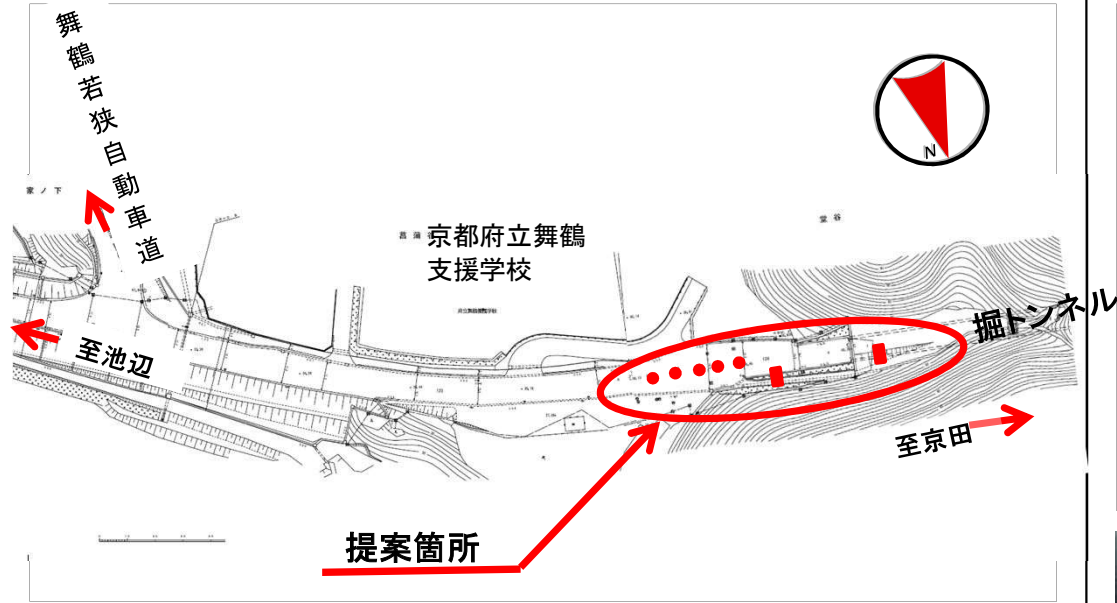 舞鶴若狭自動車道
N
家ノ下
堂谷
京都府立舞鶴
支援学校
掘トンネル
至池辺
至京田
提案箇所